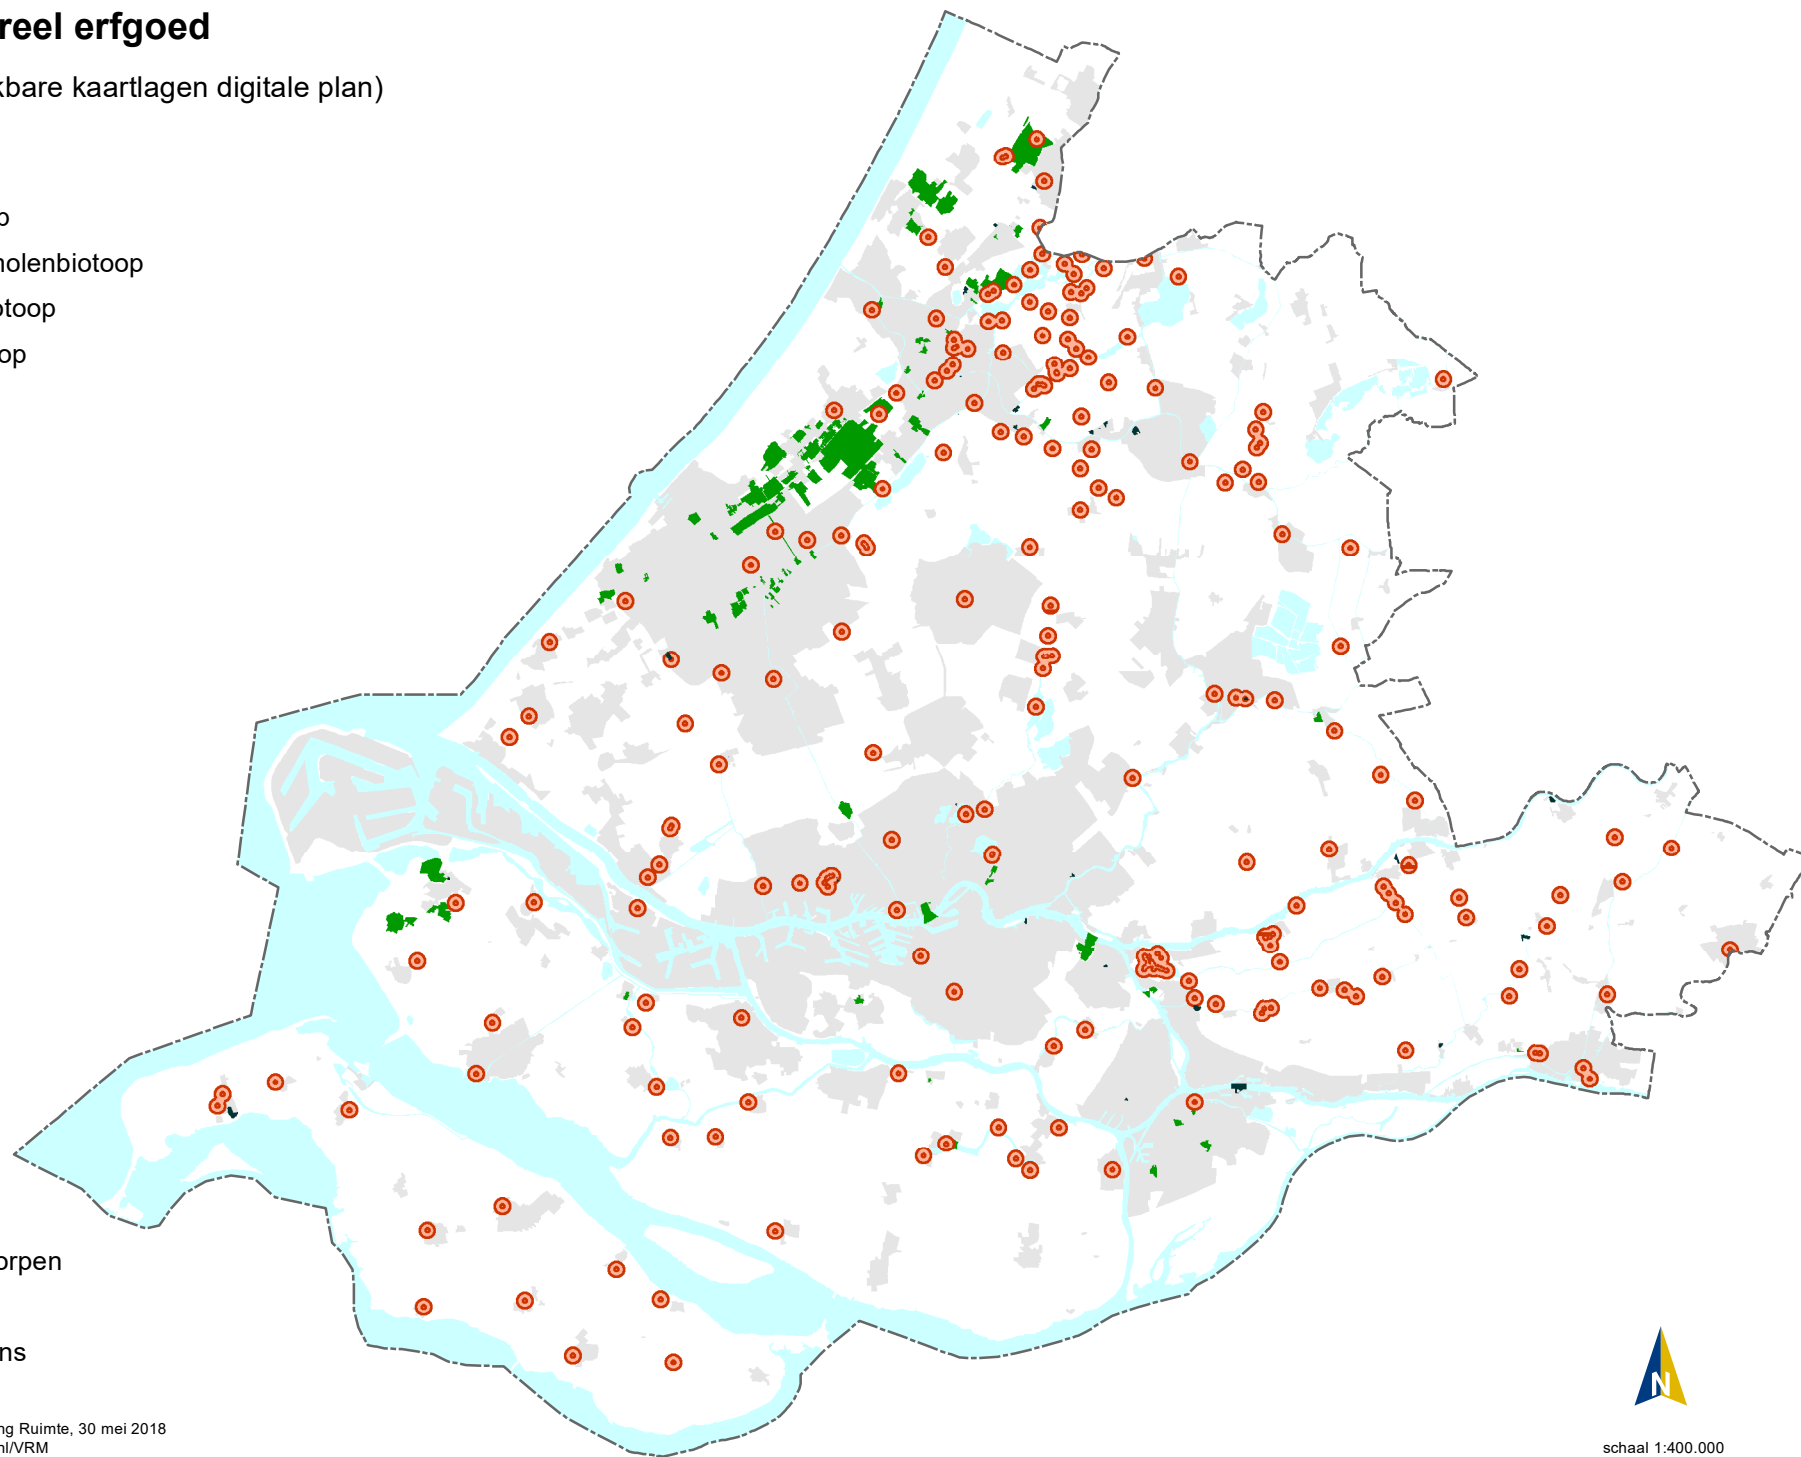 reel erfgoed
kbare kaartlagen digitale plan)
p
nolenbiotoop
otoop
op
orpen
ns
ng Ruimte, 30 mei 2018
nl/VRM
N
schaal 1:400.000